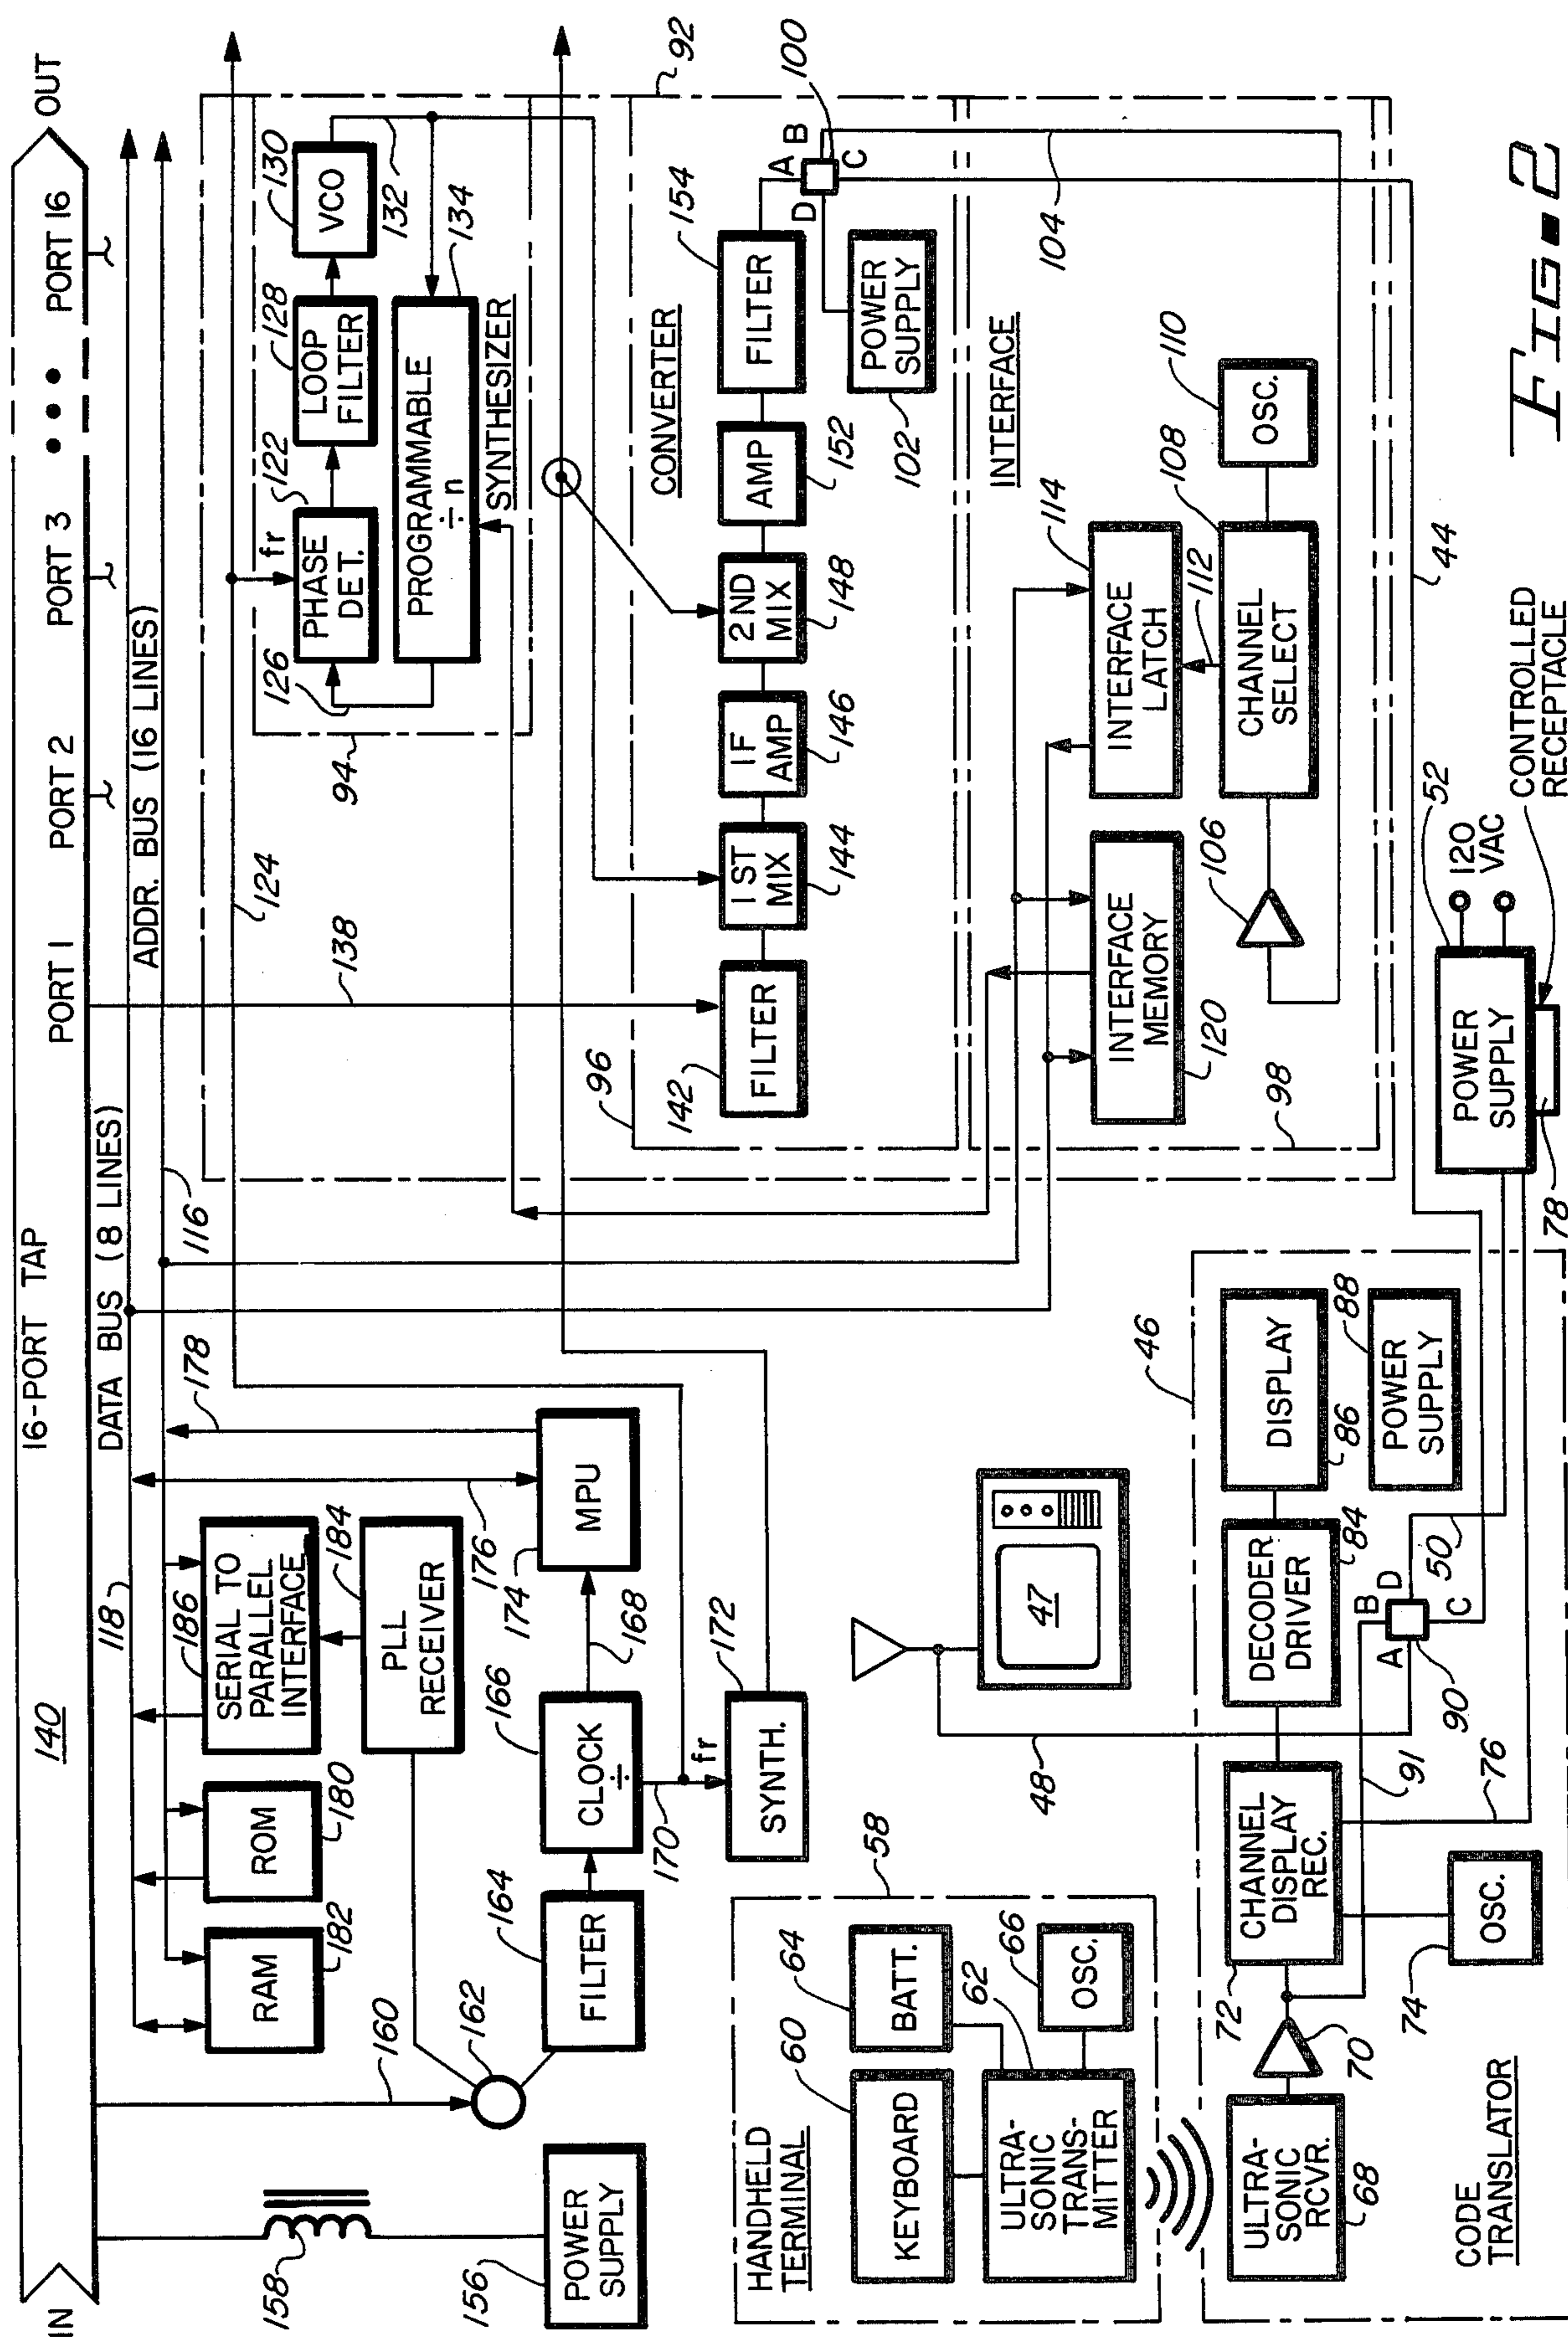 IN
16-PORT TAP
140
OUT
PORT 1
PORT 2
PORT 3
PORT 16
DATA BUS (8 LINES)
ADDR. BUS (16 LINES)
118
116
178
176
158
156
POWER
SUPPLY
160
162
RAM
182
ROM
180
SERIAL TO
PARALLEL
INTERFACE
186
PLL
RECEIVER
184
164
FILTER
166
CLOCK
÷
168
170
fr
174
MPU
172
SYNTH.
124
138
94
126
fr
PHASE
DET.
122
LOOP
FILTER
128
VCO
130
132
PROGRAMMABLE
÷ n
134
SYNTHESIZER
92
96
CONVERTER
142
FILTER
1 ST
MIX
144
IF
AMP
146
2ND
MIX
148
AMP
152
FILTER
154
A
B
C
D
100
POWER
SUPPLY
102
104
INTERFACE
INTERFACE
MEMORY
120
INTERFACE
LATCH
114
112
106
CHANNEL
SELECT
108
OSC.
110
98
44
HANDHELD
TERMINAL
58
60
KEYBOARD
64
BATT.
62
ULTRA-
SONIC
TRANS-
MITTER
66
OSC.
47
48
46
ULTRA-
SONIC
RCVR.
68
70
72
CHANNEL
DISPLAY
REC.
74
OSC.
76
91
DECODER
DRIVER
84
DISPLAY
86
POWER
SUPPLY
88
A
B
D
C
90
50
CODE
TRANSLATOR
POWER
SUPPLY
52
120
VAC
78
CONTROLLED
RECEPTACLE
FIG-2